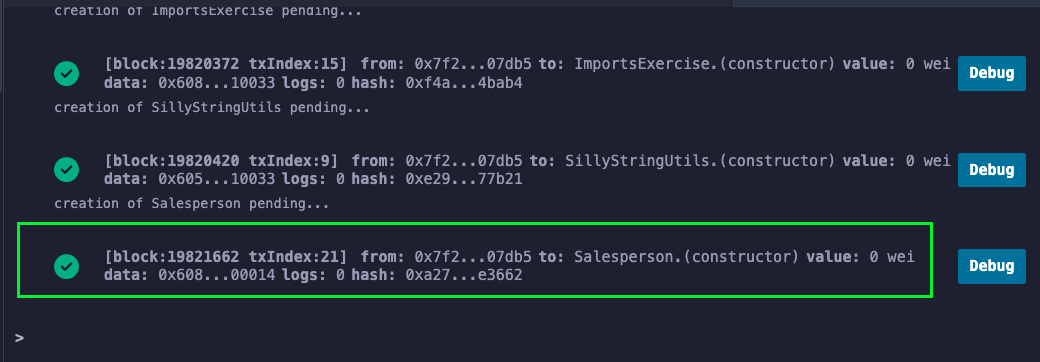 creation of ImportsExercise pending...
[block:19820372 txIndex:15] from: 0x7f2...07db5 to: ImportsExercise.(constructor) value: 0 wei
data: 0x608...10033 logs: 0 hash: 0xf4a...4bab4
Debug
creation of SillyStringUtils pending...
[block:19820420 txIndex:9] from: 0x7f2...07db5 to: SillyStringUtils.(constructor) value: 0 wei
data: 0x605...10033 logs: 0 hash: 0xe29...77b21
Debug
creation of Salesperson pending...
[block:19821662 txIndex:21] from: 0x7f2...07db5 to: Salesperson.(constructor) value: 0 wei
data: 0x608...00014 logs: 0 hash: 0xa27...e3662
Debug
>